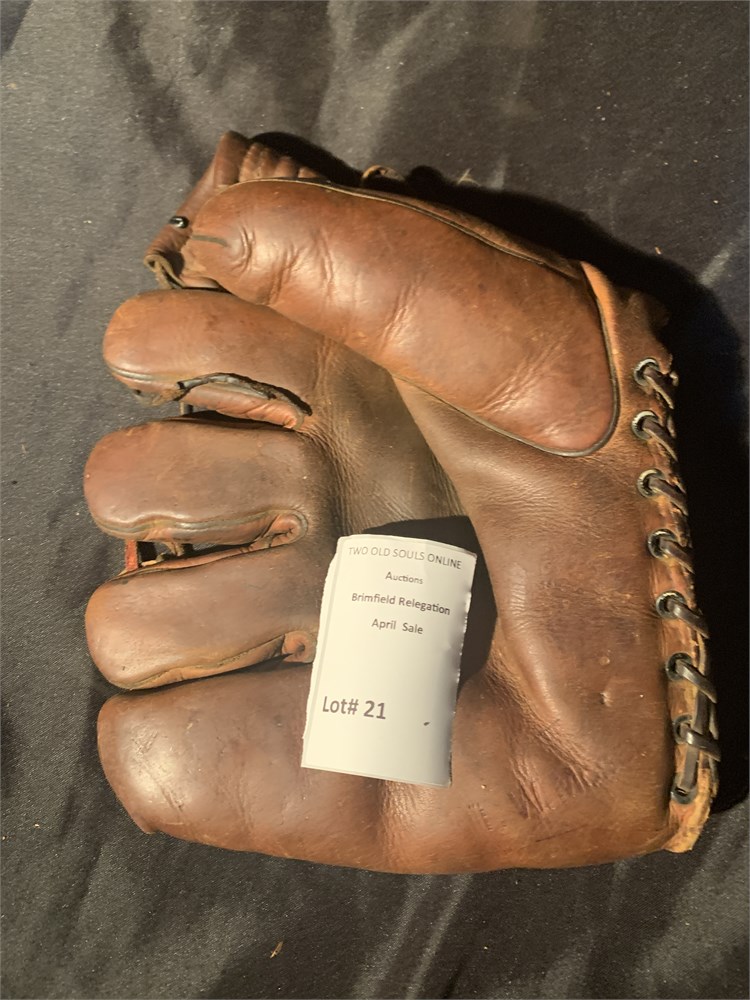 TWO OLD SOULS ONLINE
Auctions
Brimfield Relegation
April Sale
Lot# 21